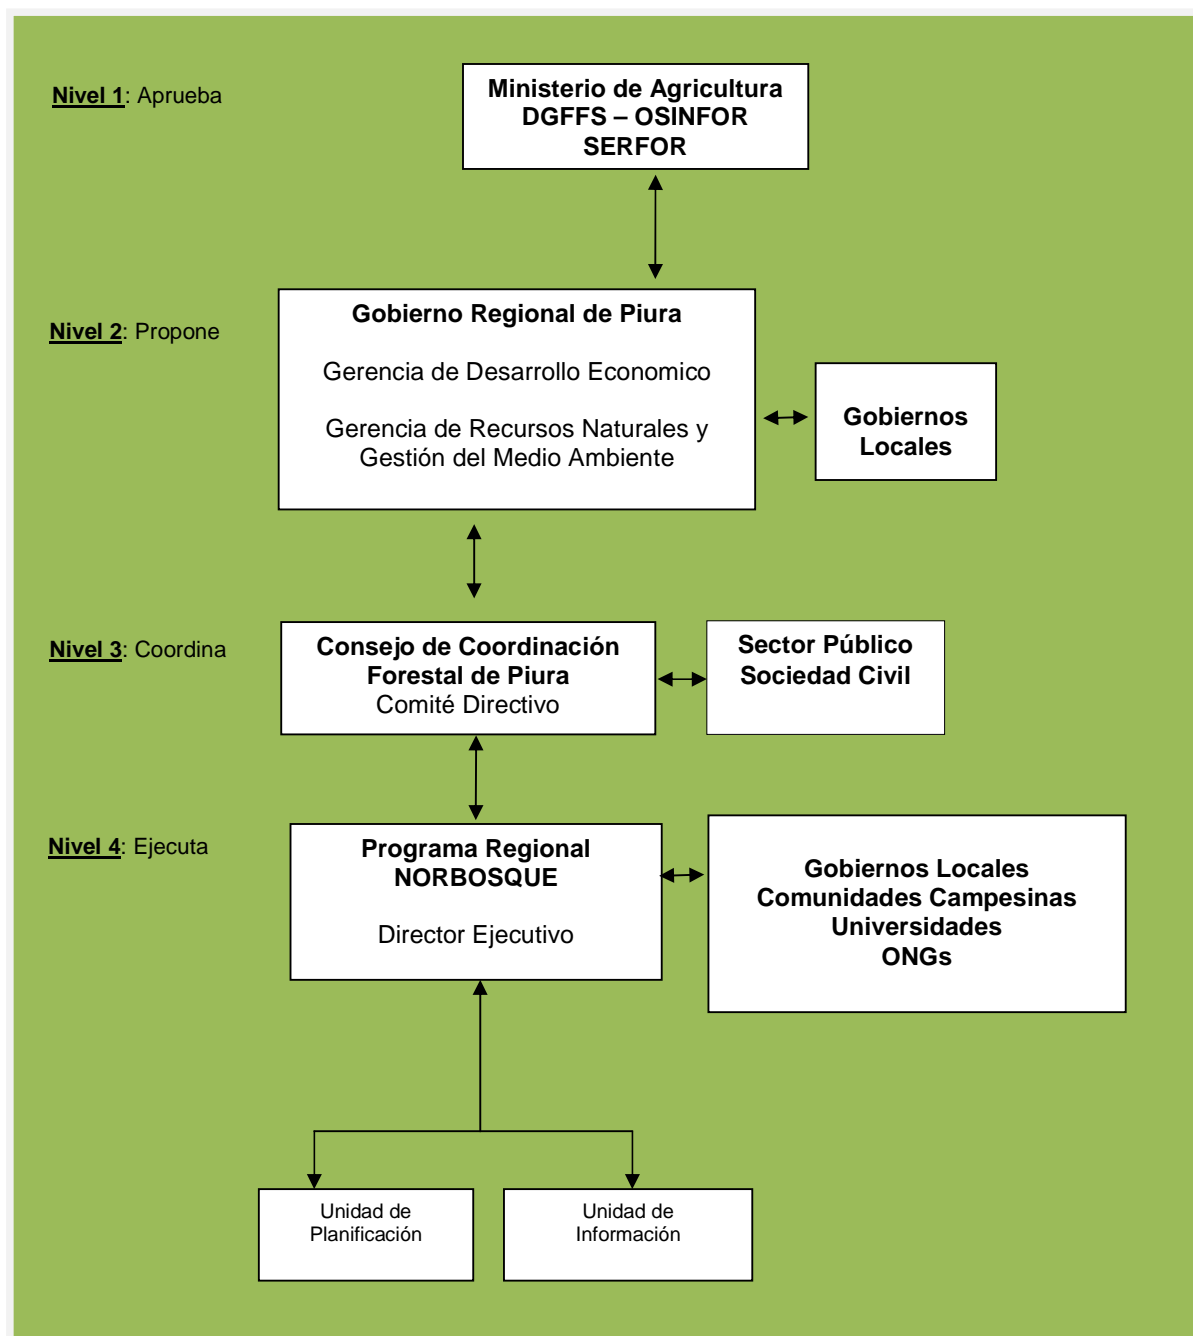 Nivel 1: Aprueba
Ministerio de Agricultura
DGFFS – OSINFOR
SERFOR
Nivel 2: Propone
Gobierno Regional de Piura
Gerencia de Desarrollo Economico
Gerencia de Recursos Naturales y
Gestión del Medio Ambiente
Gobiernos
Locales
Nivel 3: Coordina
Consejo de Coordinación
Forestal de Piura
Comité Directivo
Sector Público
Sociedad Civil
Nivel 4: Ejecuta
Programa Regional
NORBOSQUE
Director Ejecutivo
Gobiernos Locales
Comunidades Campesinas
Universidades
ONGs
Unidad de
Planificación
Unidad de
Información